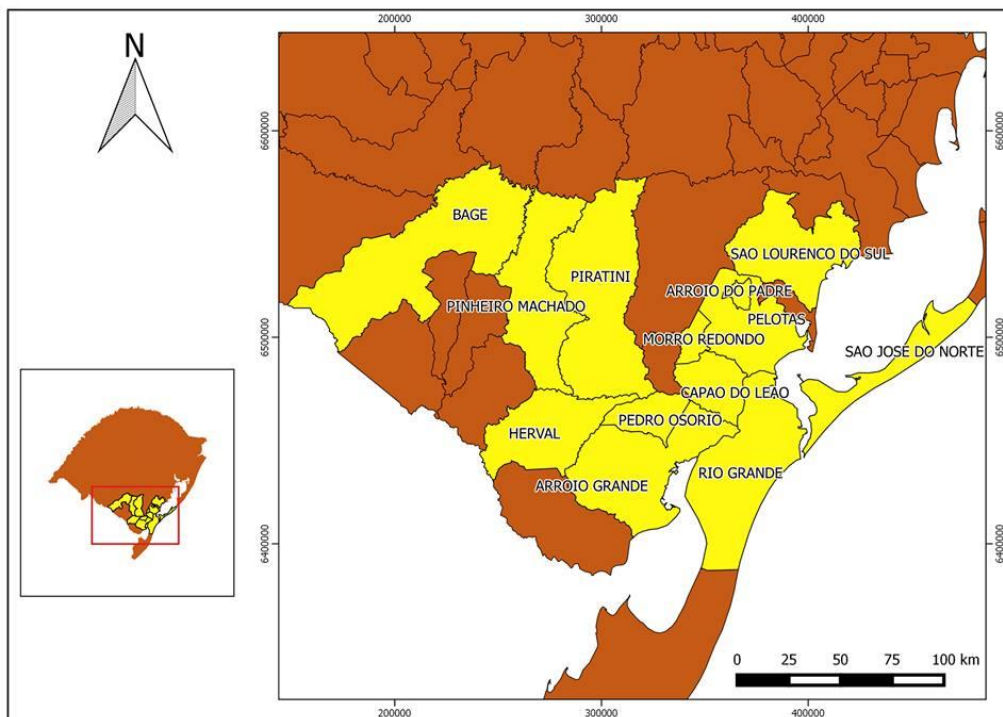 200000 300000 400000
N
6600000 6600000
BAGE
SAO LOURENCO DO SUL
PIRATINI
ARROIO DO PADRE
PINHEIRO MACHADO
PELOTAS
6500000 6500000
MORRO REDONDO
SAO JOSE DO NORTE
CAPAO DO LEAO
PEDRO OSORIO
HERVAL
RIO GRANDE
ARROIO GRANDE
6400000 6400000
0 25 50 75 100 km
200000 300000 400000